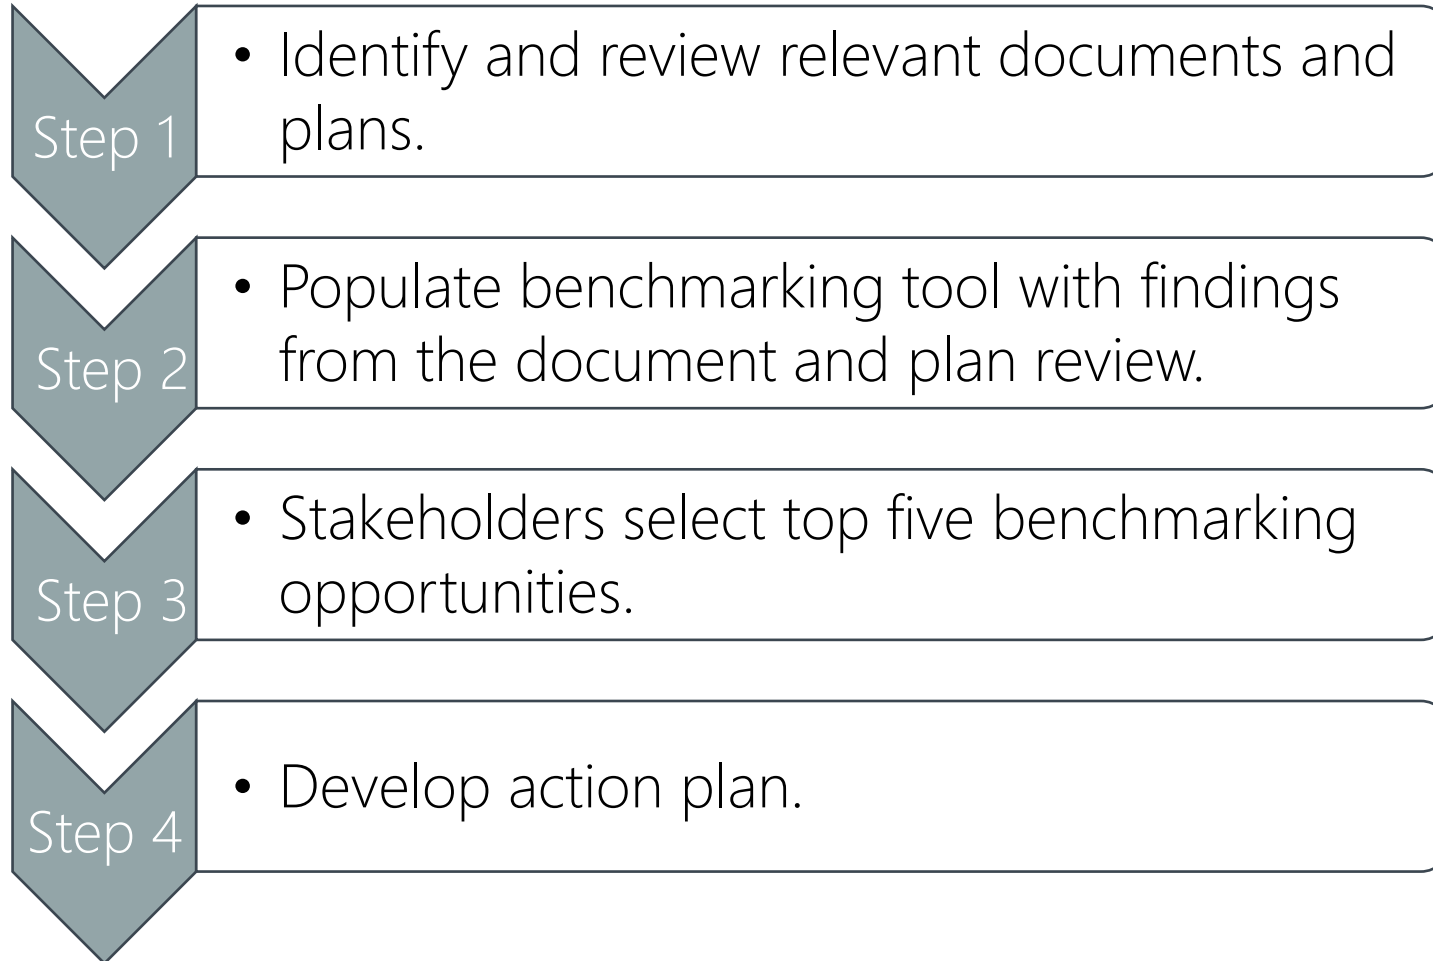 Step 1
• Identify and review relevant documents and
plans.
Step 2
• Populate benchmarking tool with findings
from the document and plan review.
Step 3
• Stakeholders select top five benchmarking
opportunities.
Step 4
• Develop action plan.